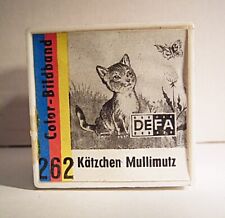 Color-Bildband
DEFA
262 Kätzchen Mullimutz